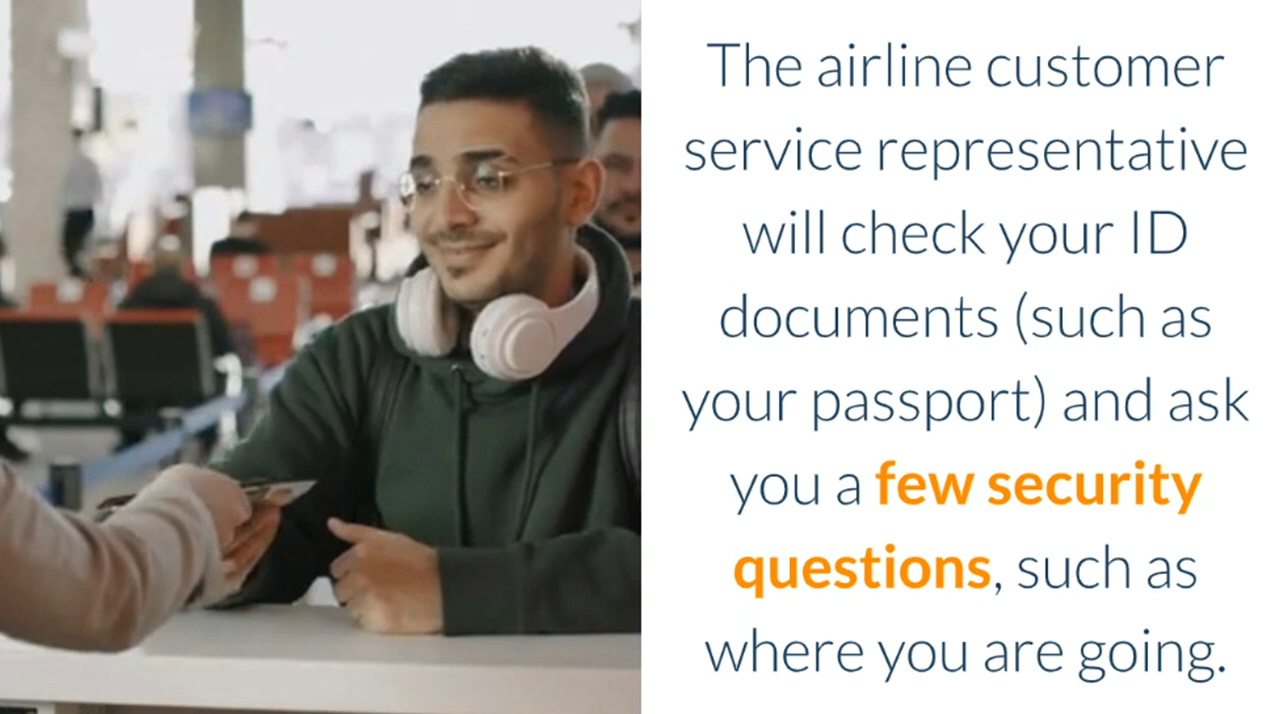 The airline customer
service representative
will check your ID
documents (such as
your passport) and ask
you a few security
questions, such as
where you are going.